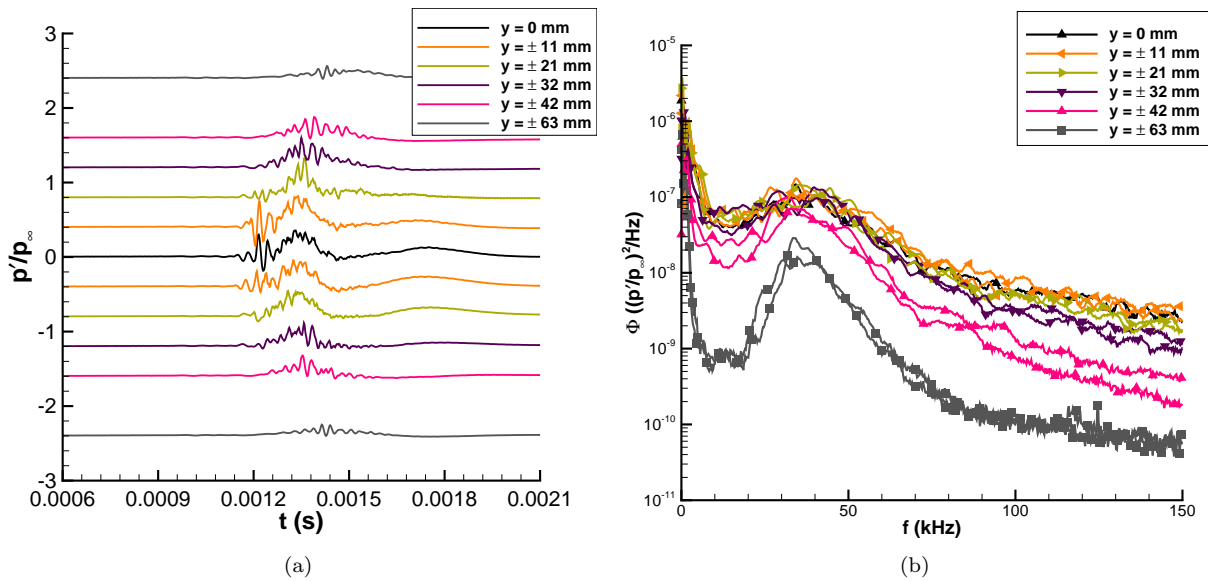 y = 0 mm
y = ± 11 mm
y = ± 21 mm
y = ± 32 mm
y = ± 42 mm
y = ± 63 mm
p′/p∞
3
2
1
0
-1
-2
-3
0.0006 0.0009 0.0012 0.0015 0.0018 0.0021
t (s)
(a)
y = 0 mm
y = ± 11 mm
y = ± 21 mm
y = ± 32 mm
y = ± 42 mm
y = ± 63 mm
Φ ((p′/p∞)²/Hz)
10⁻⁵
10⁻⁶
10⁻⁷
10⁻⁸
10⁻⁹
10⁻¹⁰
10⁻¹¹
0 50 100 150
f (kHz)
(b)